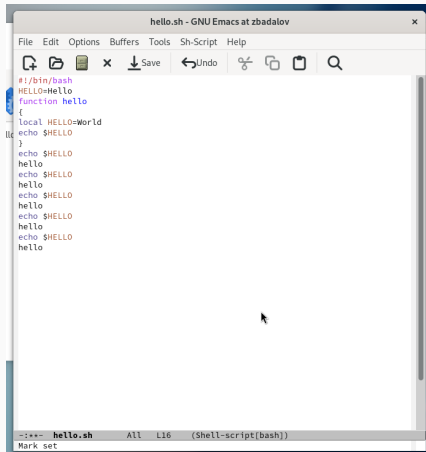 hello.sh - GNU Emacs at zbadalov
File Edit Options Buffers Tools Sh-Script Help
Save Undo
#!/bin/bash
HELLO=Hello
function hello
{
local HELLO=World
echo $HELLO
}
echo $HELLO
hello
echo $HELLO
hello
echo $HELLO
hello
echo $HELLO
hello
echo $HELLO
hello
-:**- hello.sh All L16 (Shell-script[bash])
Mark set